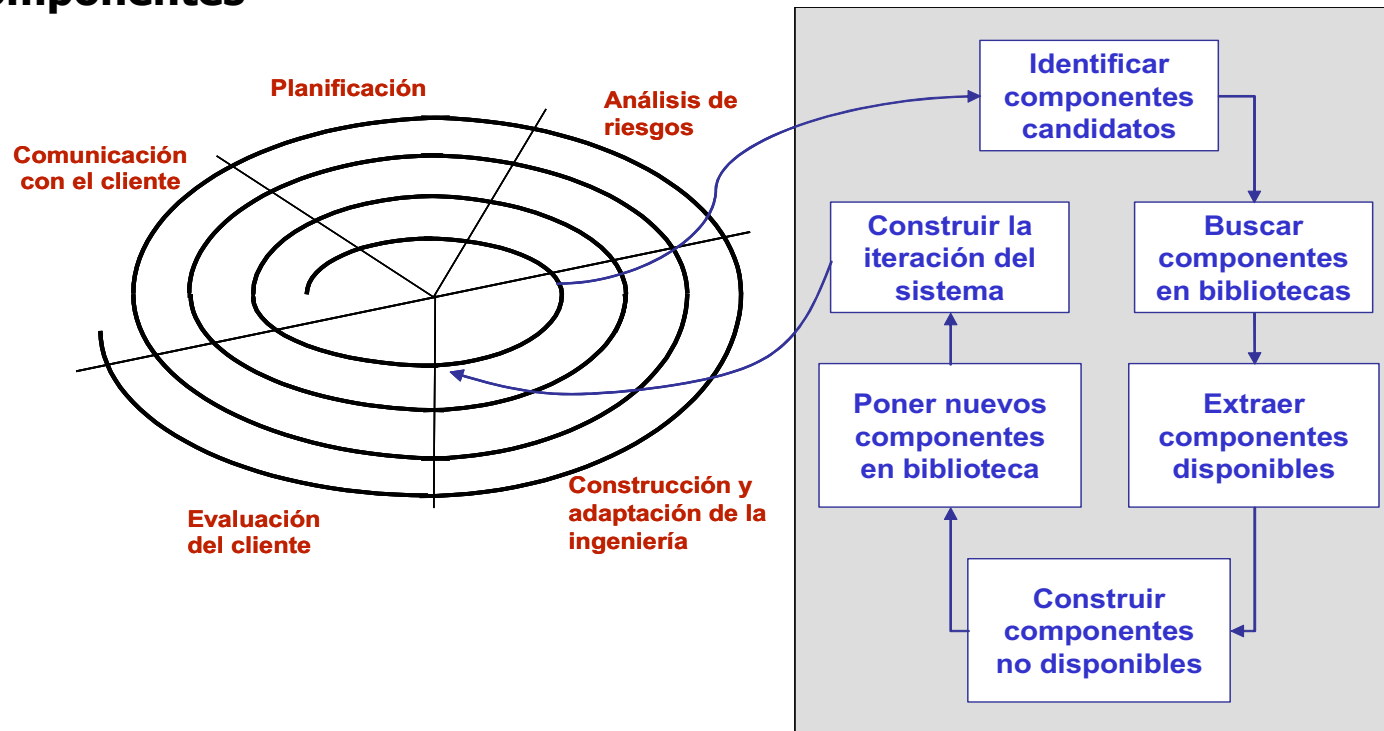 omponentes
Planificación
Análisis de
riesgos
Comunicación
con el cliente
Evaluación
del cliente
Construcción y
adaptación de la
ingeniería
Identificar
componentes
candidatos
Construir la
iteración del
sistema
Buscar
componentes
en bibliotecas
Poner nuevos
componentes
en biblioteca
Extraer
componentes
disponibles
Construir
componentes
no disponibles